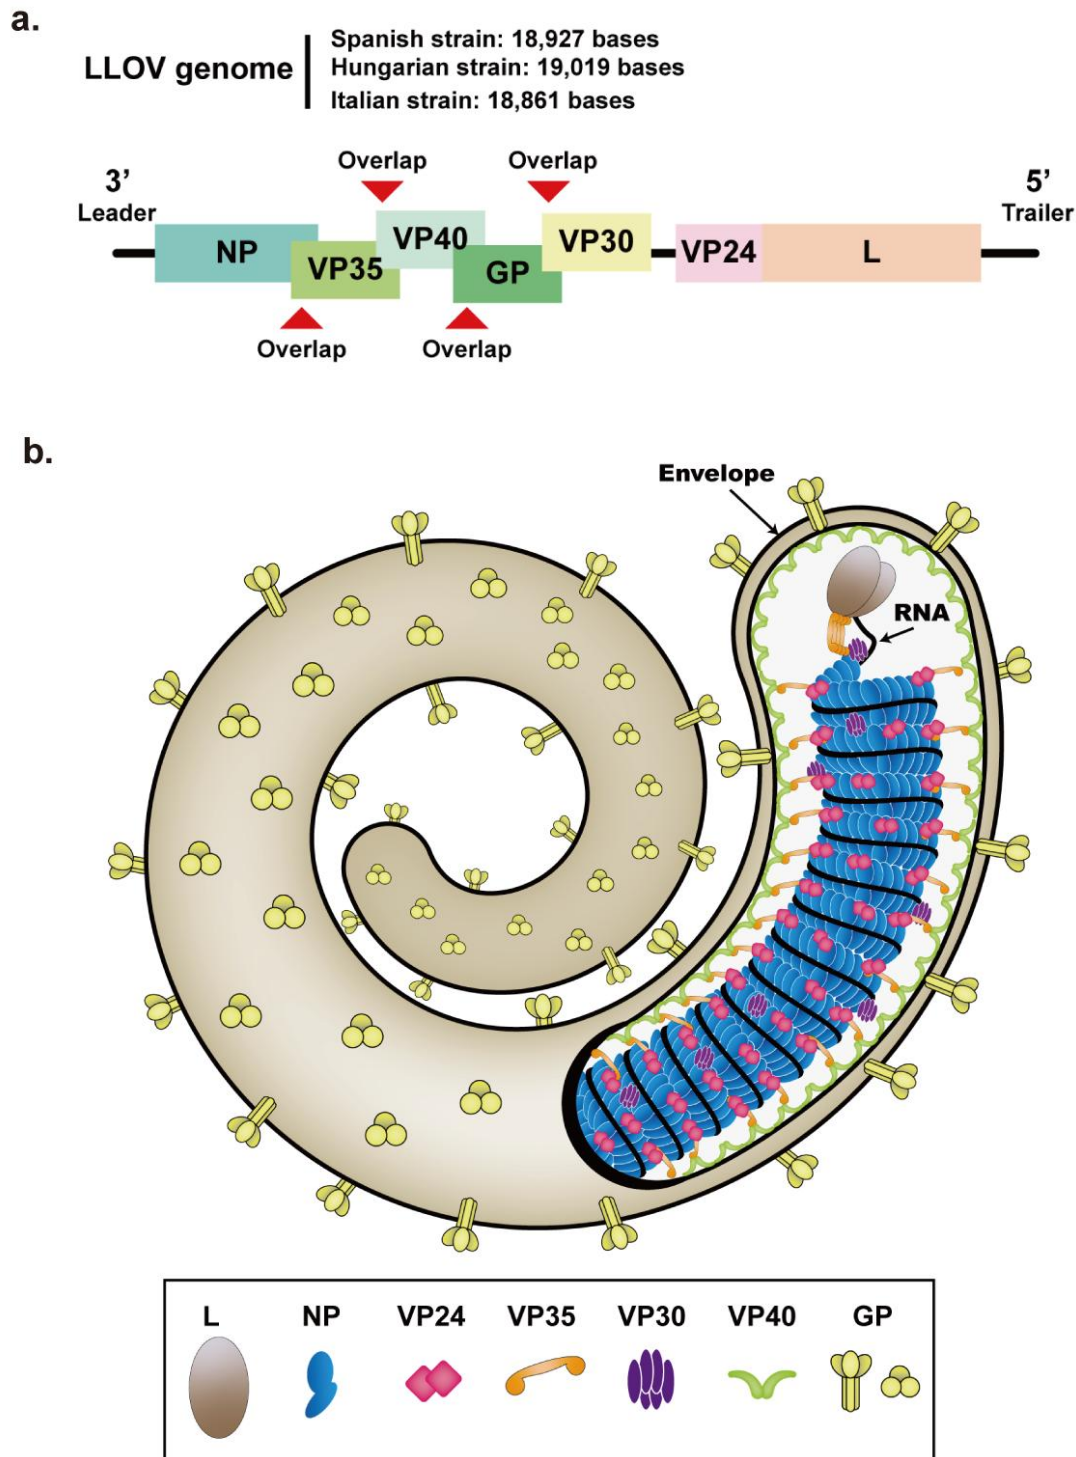 a.
LLOV genome
Spanish strain: 18,927 bases
Hungarian strain: 19,019 bases
Italian strain: 18,861 bases
Overlap Overlap
3’ 5’
Leader Trailer
NP VP35 VP40 GP VP30 VP24 L
Overlap Overlap
b.
Envelope
RNA
L NP VP24 VP35 VP30 VP40 GP